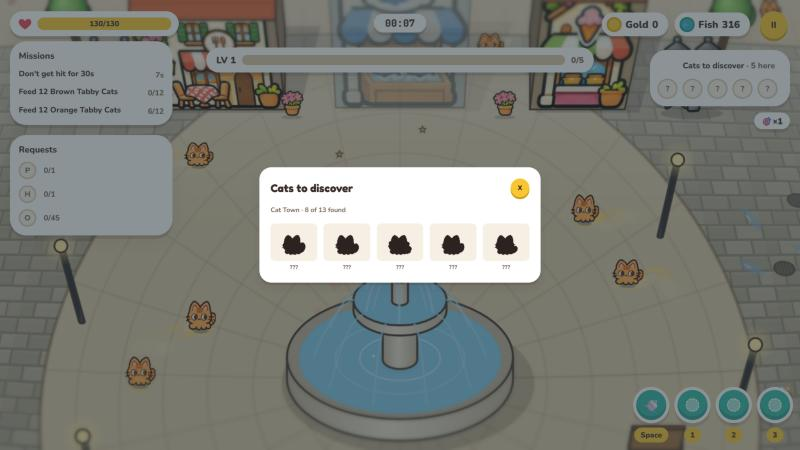 130/130
00:07
Gold 0
Fish 316
II
Missions
Don't get hit for 30s 7s
Feed 12 Brown Tabby Cats 0/12
Feed 12 Orange Tabby Cats 6/12
LV 1 0/5
Cats to discover - 5 here
? ? ? ? ?
×1
Requests
P 0/1
H 0/1
O 0/45
Cats to discover
X
Cat Town - 8 of 13 found
??? ??? ??? ??? ???
Space 1 2 3